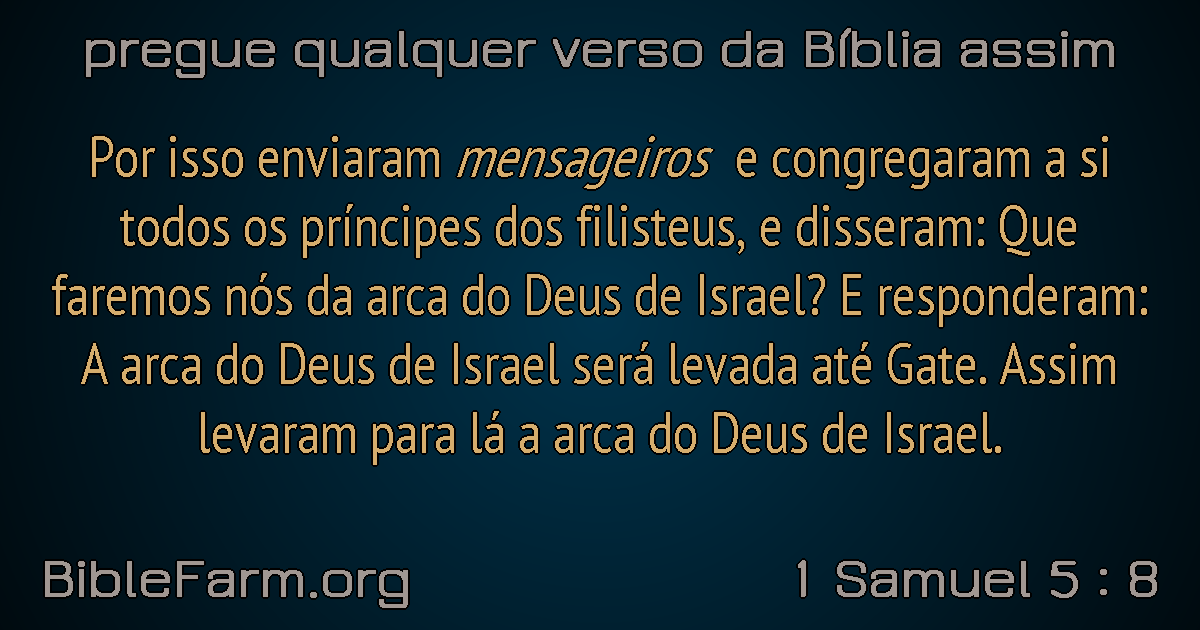 pregue qualquer verso da Bíblia assim
Por isso enviaram mensageiros e congregaram a si
todos os príncipes dos filisteus, e disseram: Que
faremos nós da arca do Deus de Israel? E responderam:
A arca do Deus de Israel será levada até Gate. Assim
levaram para lá a arca do Deus de Israel.
BibleFarm.org
1 Samuel 5 : 8